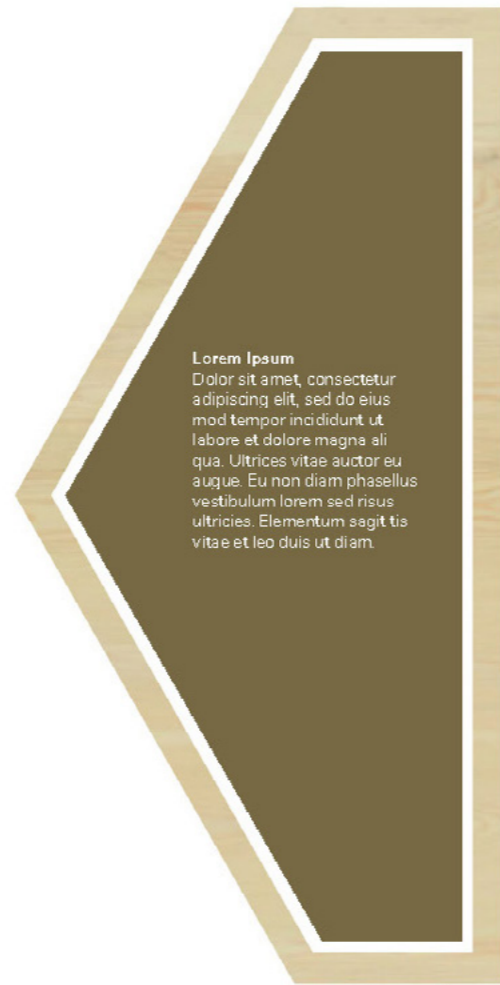 Lorem Ipsum
Dolor sit amet, consectetur
adipiscing elit, sed do eius
mod tempor incididunt ut
labore et dolore magna ali
qua. Ultrices vitae auctor eu
augue. Eu non diam phasellus
vestibulum lorem sed risus
ultricies. Elementum sagit tis
vitae et leo duis ut diam.